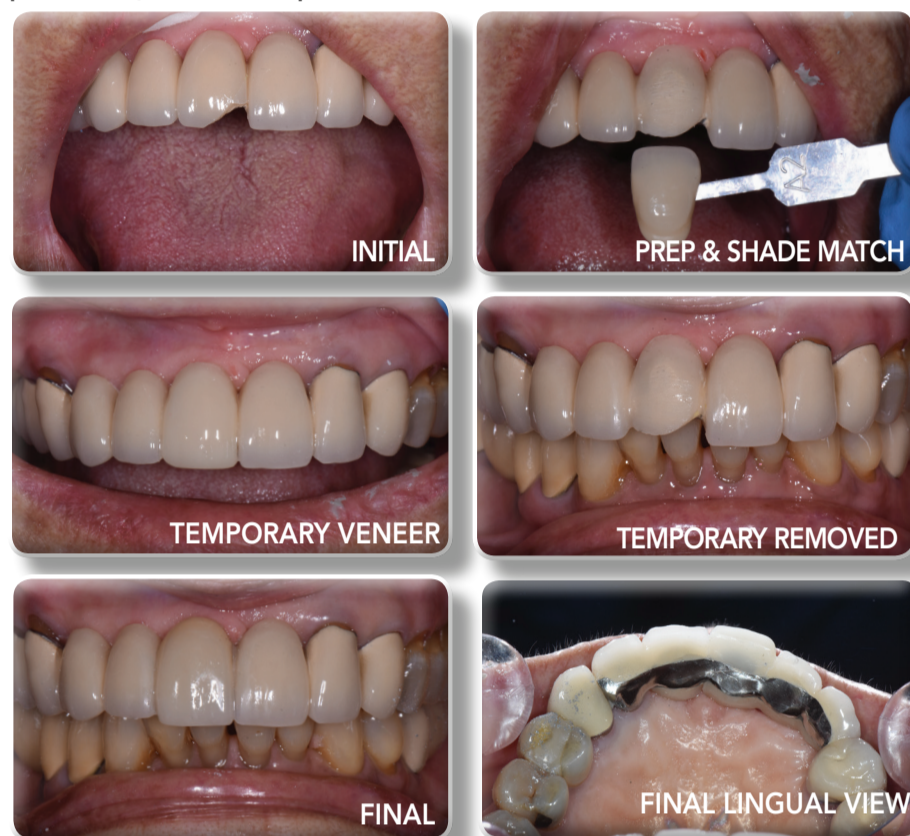 INITIAL
A2
PREP & SHADE MATCH
TEMPORARY VENEER
TEMPORARY REMOVED
FINAL
FINAL LINGUAL VIEW